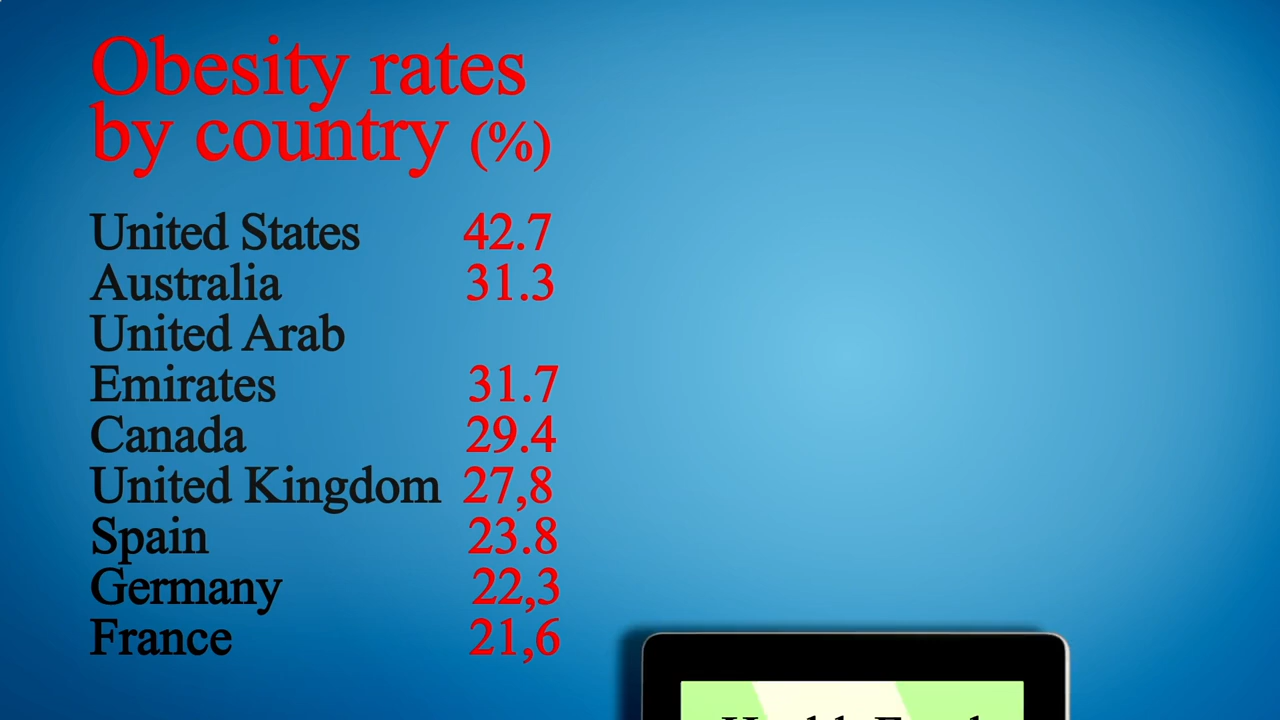 Obesity rates
by country (%)
United States 42.7
Australia 31.3
United Arab
Emirates 31.7
Canada 29.4
United Kingdom 27,8
Spain 23.8
Germany 22,3
France 21,6